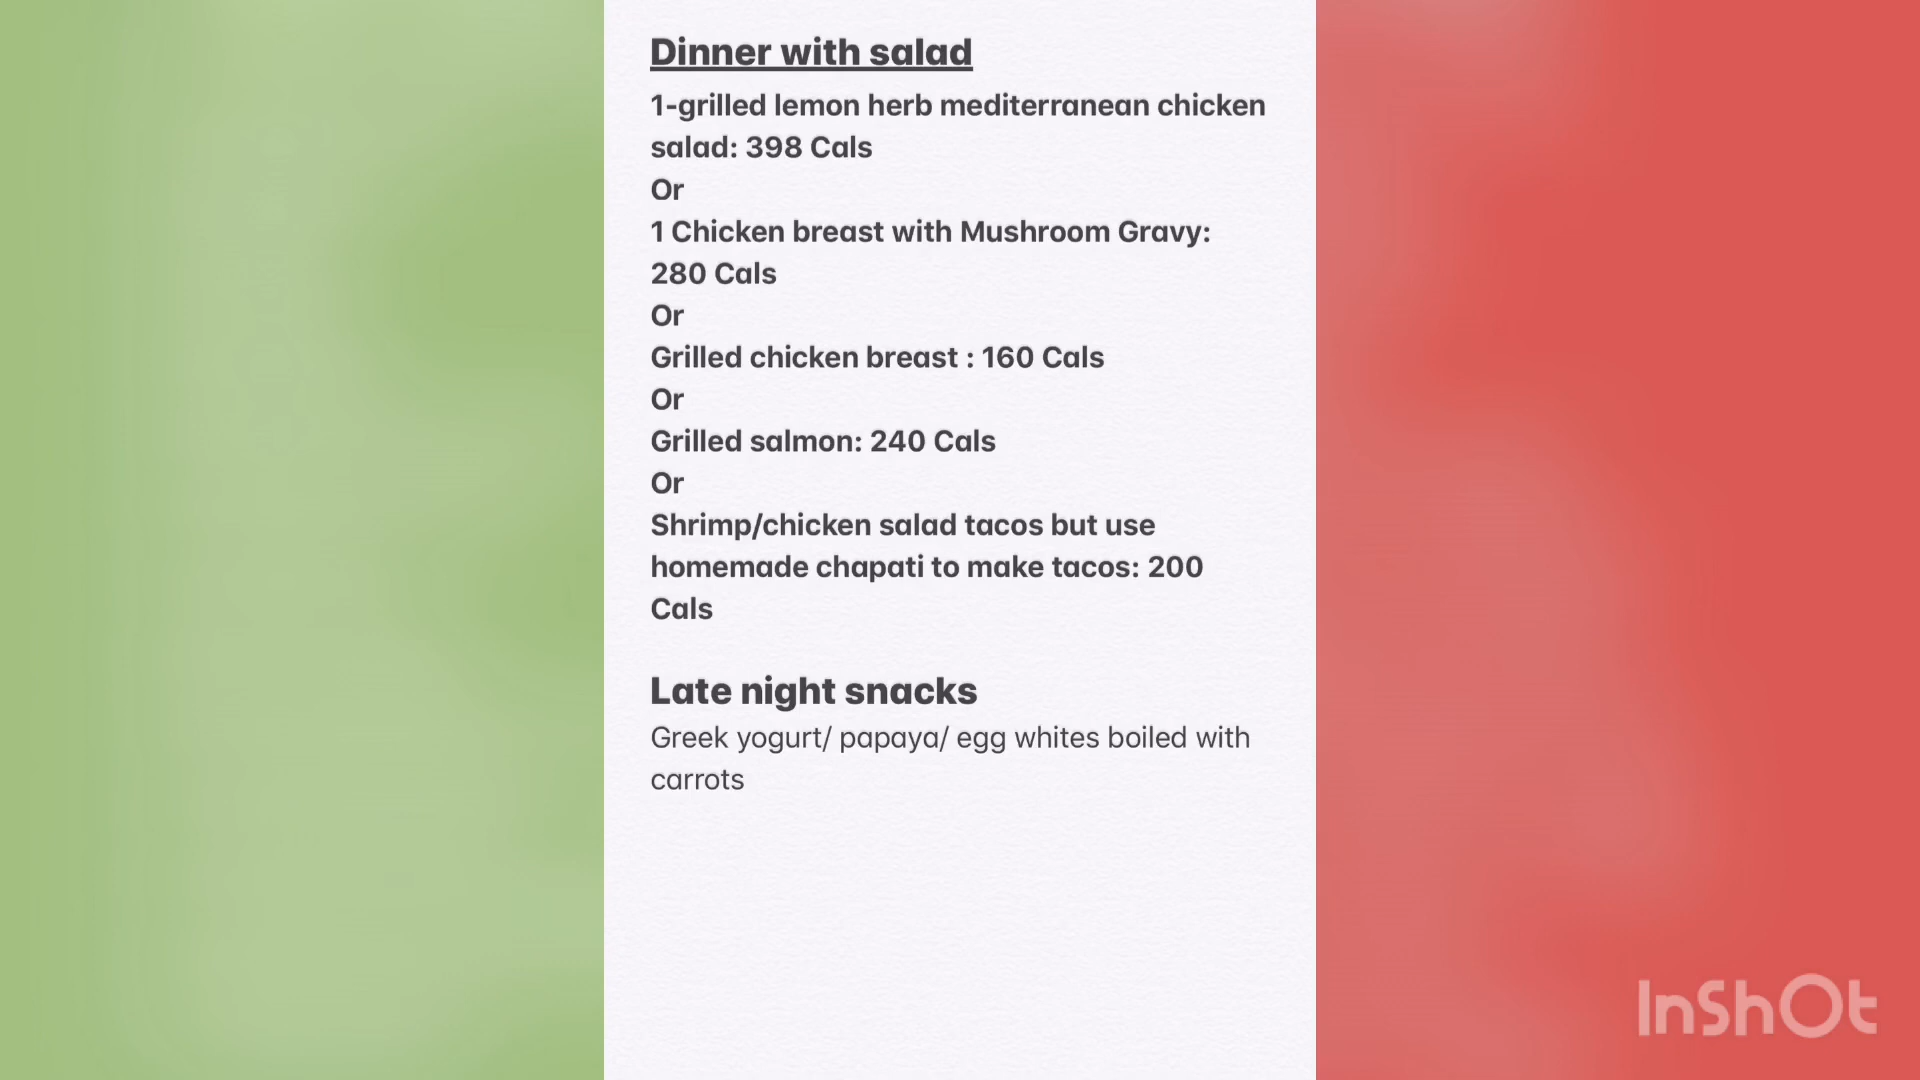 Dinner with salad
1-grilled lemon herb mediterranean chicken
salad: 398 Cals
Or
1 Chicken breast with Mushroom Gravy:
280 Cals
Or
Grilled chicken breast : 160 Cals
Or
Grilled salmon: 240 Cals
Or
Shrimp/chicken salad tacos but use
homemade chapati to make tacos: 200
Cals
Late night snacks
Greek yogurt/ papaya/ egg whites boiled with
carrots
InShOt